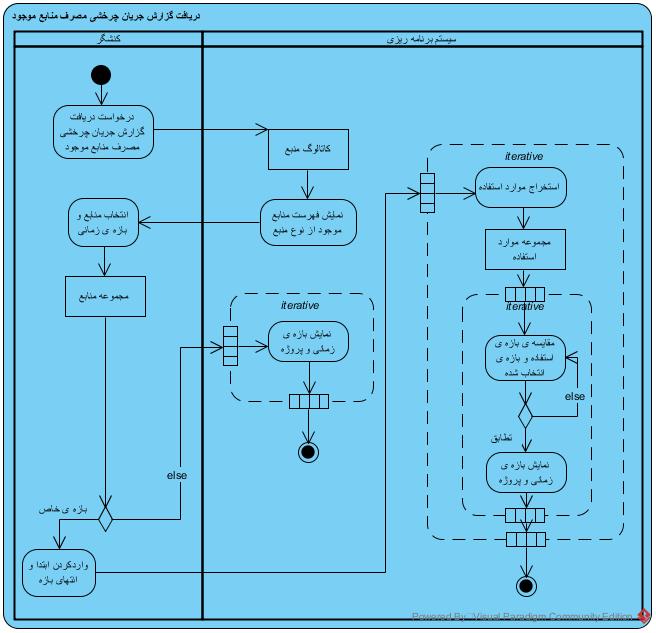 دریافت گزارش جریان چرخشی مصرف منابع موجود
کنشگر
سیستم برنامه ریزی
درخواست دریافت
گزارش جریان چرخشی
مصرف منابع موجود
کاتالوگ منبع
نمایش فهرست منابع
موجود از نوع منبع
انتخاب منابع و
بازه ی زمانی
مجموعه منابع
iterative
نمایش بازه ی
زمانی و پروژه
else
بازه ی خاص
واردکردن ابتدا و
انتهای بازه
iterative
استخراج موارد استفاده
مجموعه موارد
استفاده
iterative
مقایسه ی بازه ی
استفاده و بازه ی
انتخاب شده
else
تطابق
نمایش بازه ی
زمانی و پروژه
Powered By Visual Paradigm Community Edition